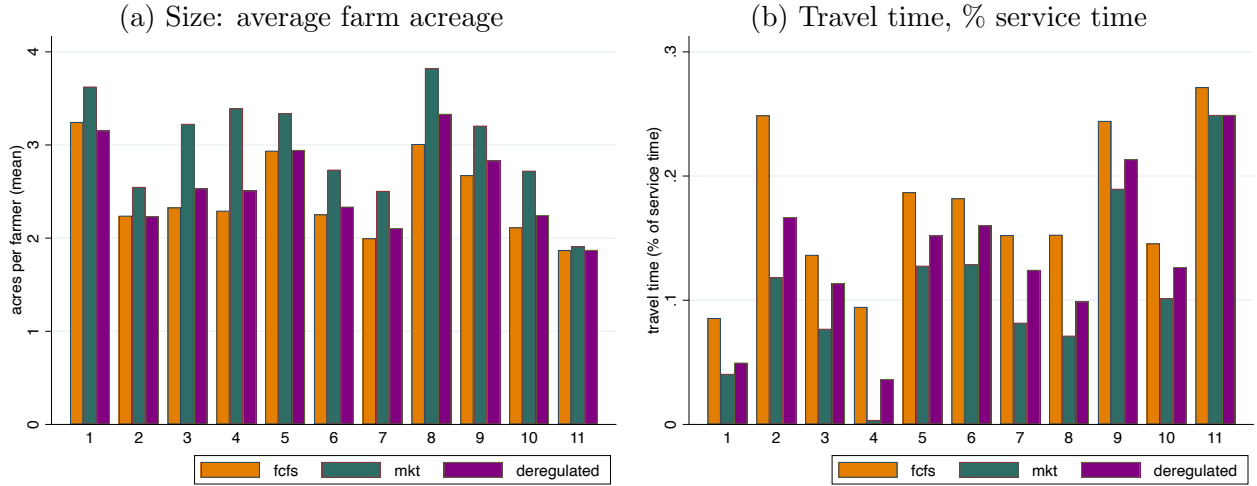 (a) Size: average farm acreage
acres per farmer (mean)
4
3
2
1
0
1 2 3 4 5 6 7 8 9 10 11
fcfs mkt deregulated
(b) Travel time, % service time
travel time (% of service time)
.3
.2
.1
0
1 2 3 4 5 6 7 8 9 10 11
fcfs mkt deregulated